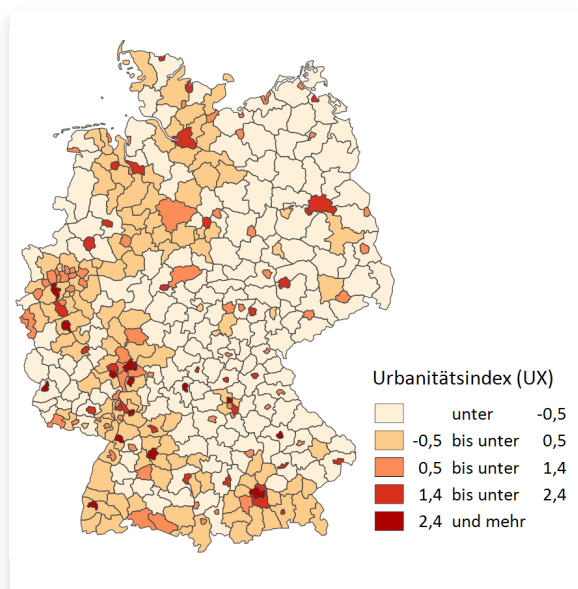 Urbanitätsindex (UX)
unter -0,5
-0,5 bis unter 0,5
0,5 bis unter 1,4
1,4 bis unter 2,4
2,4 und mehr